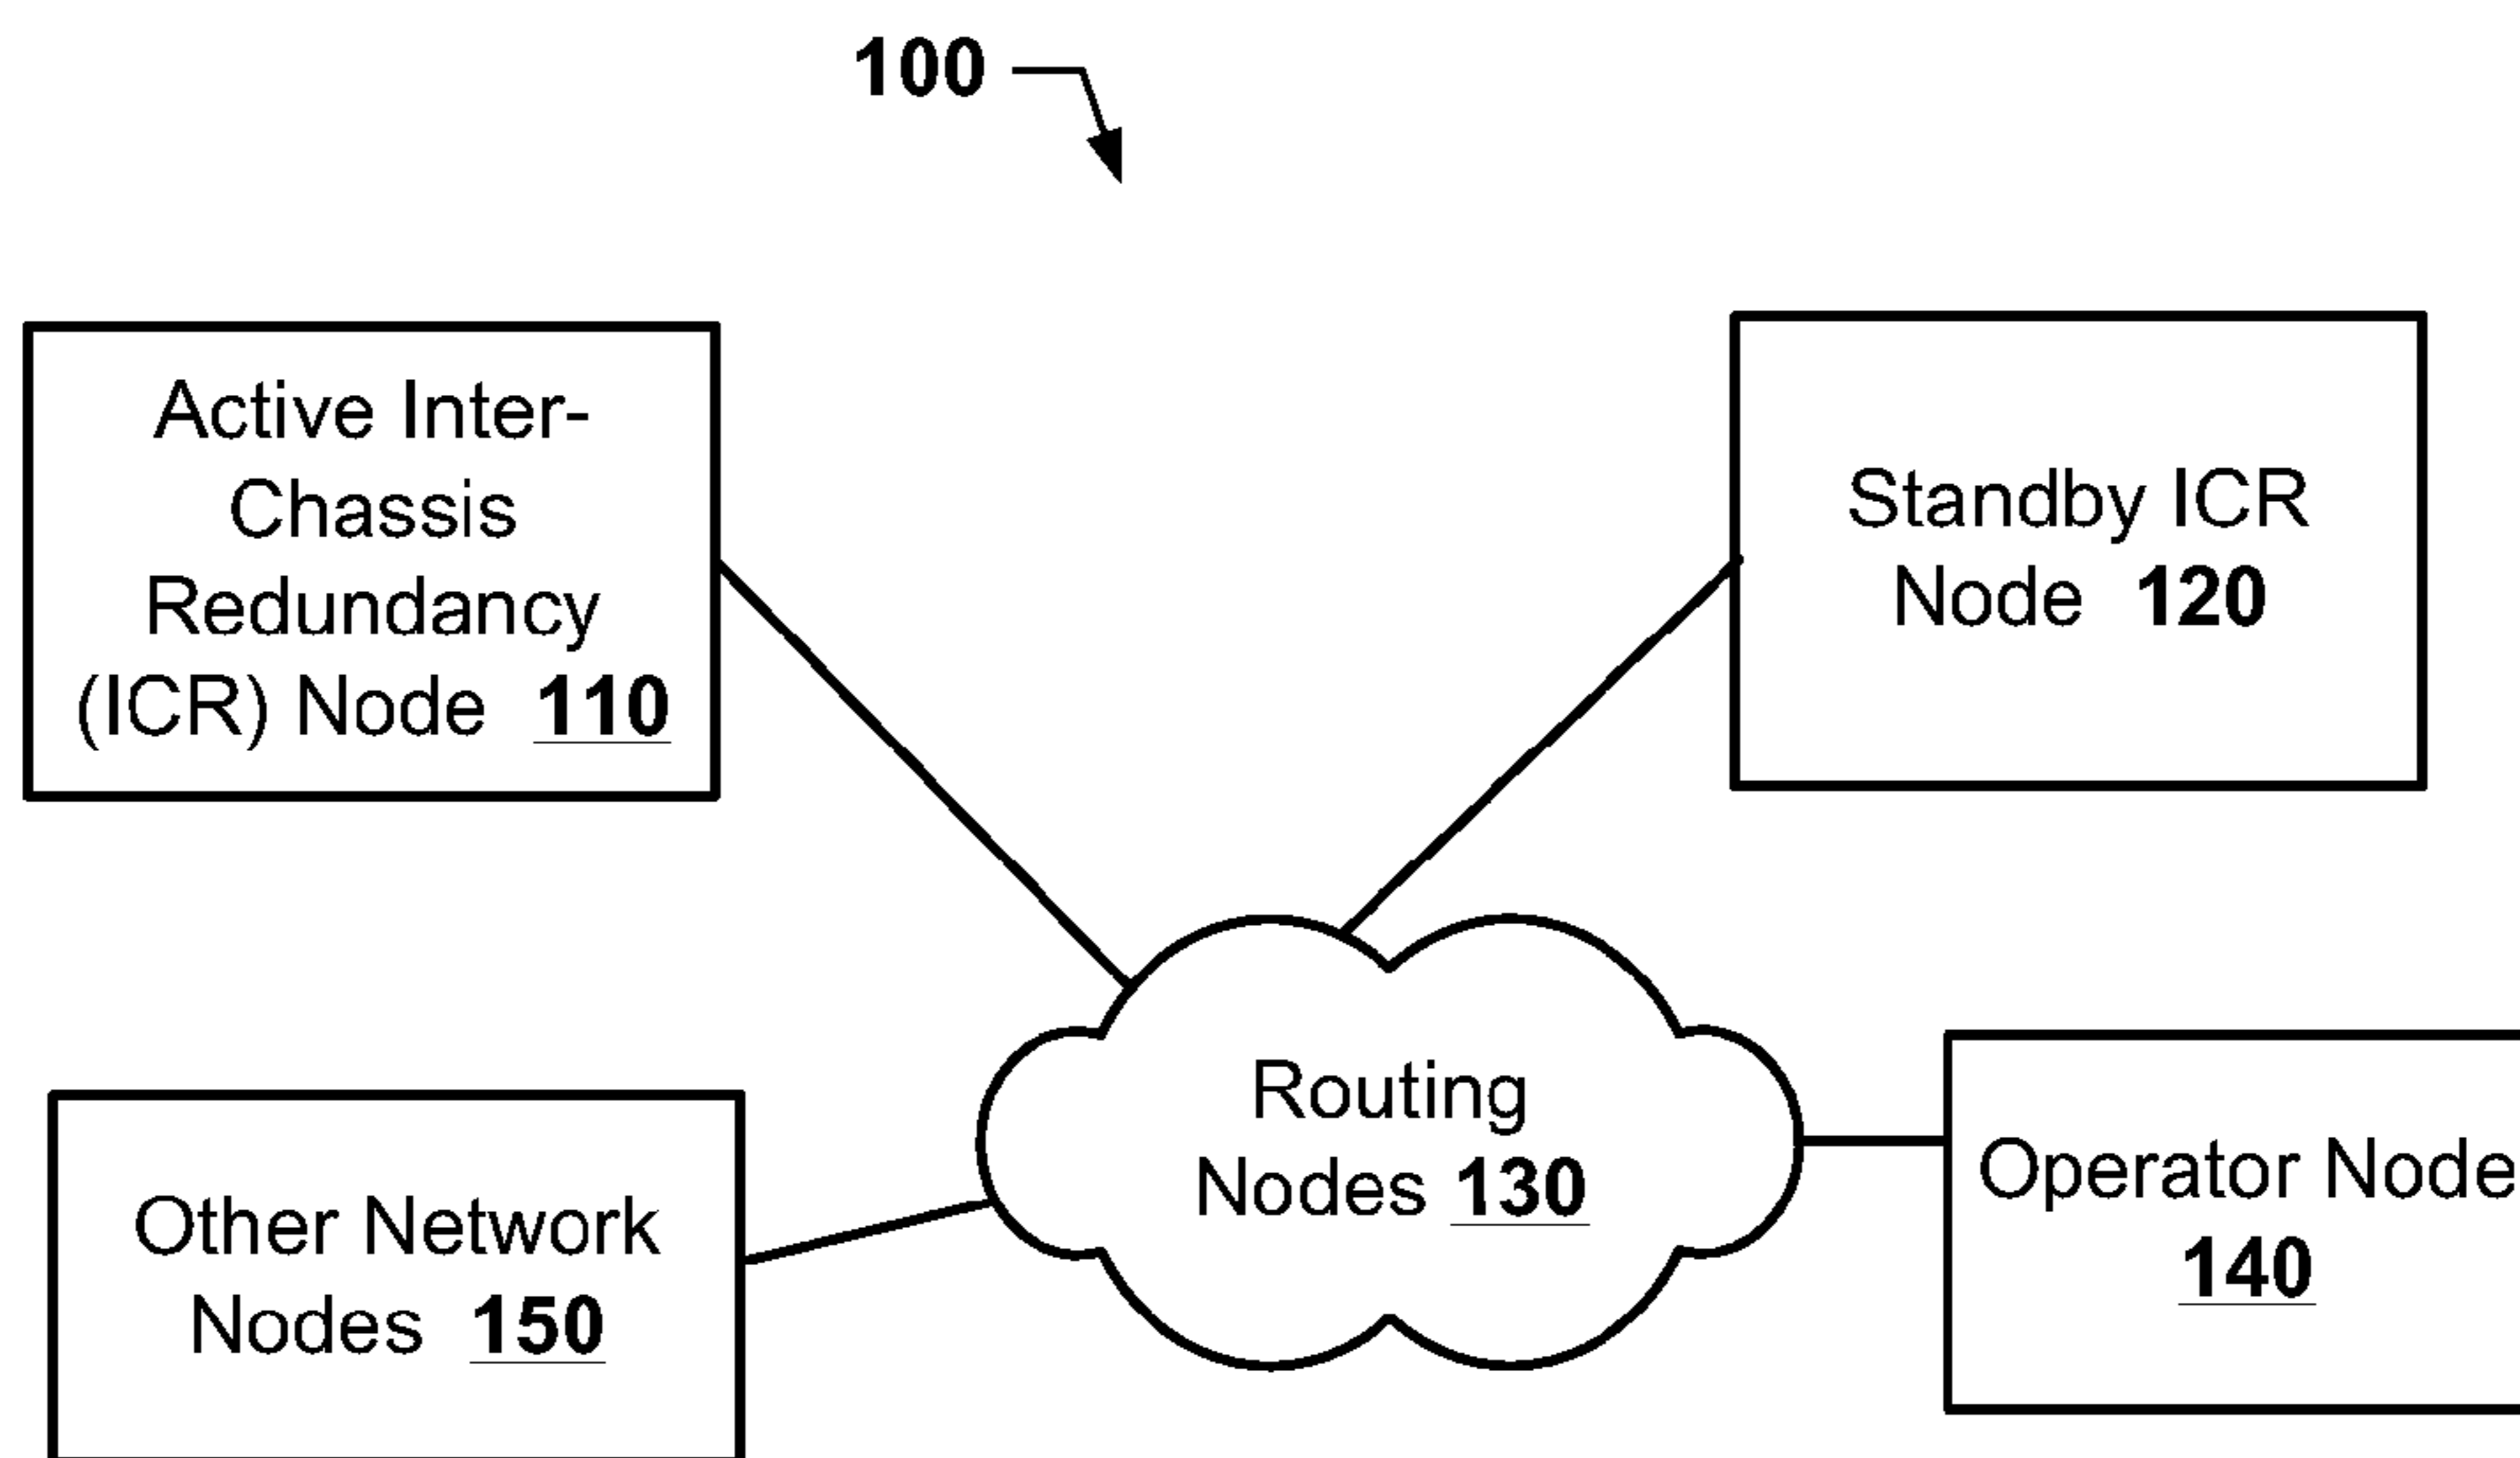 100
Active Inter-
Chassis
Redundancy
(ICR) Node 110
Standby ICR
Node 120
Routing
Nodes 130
Operator Node
140
Other Network
Nodes 150